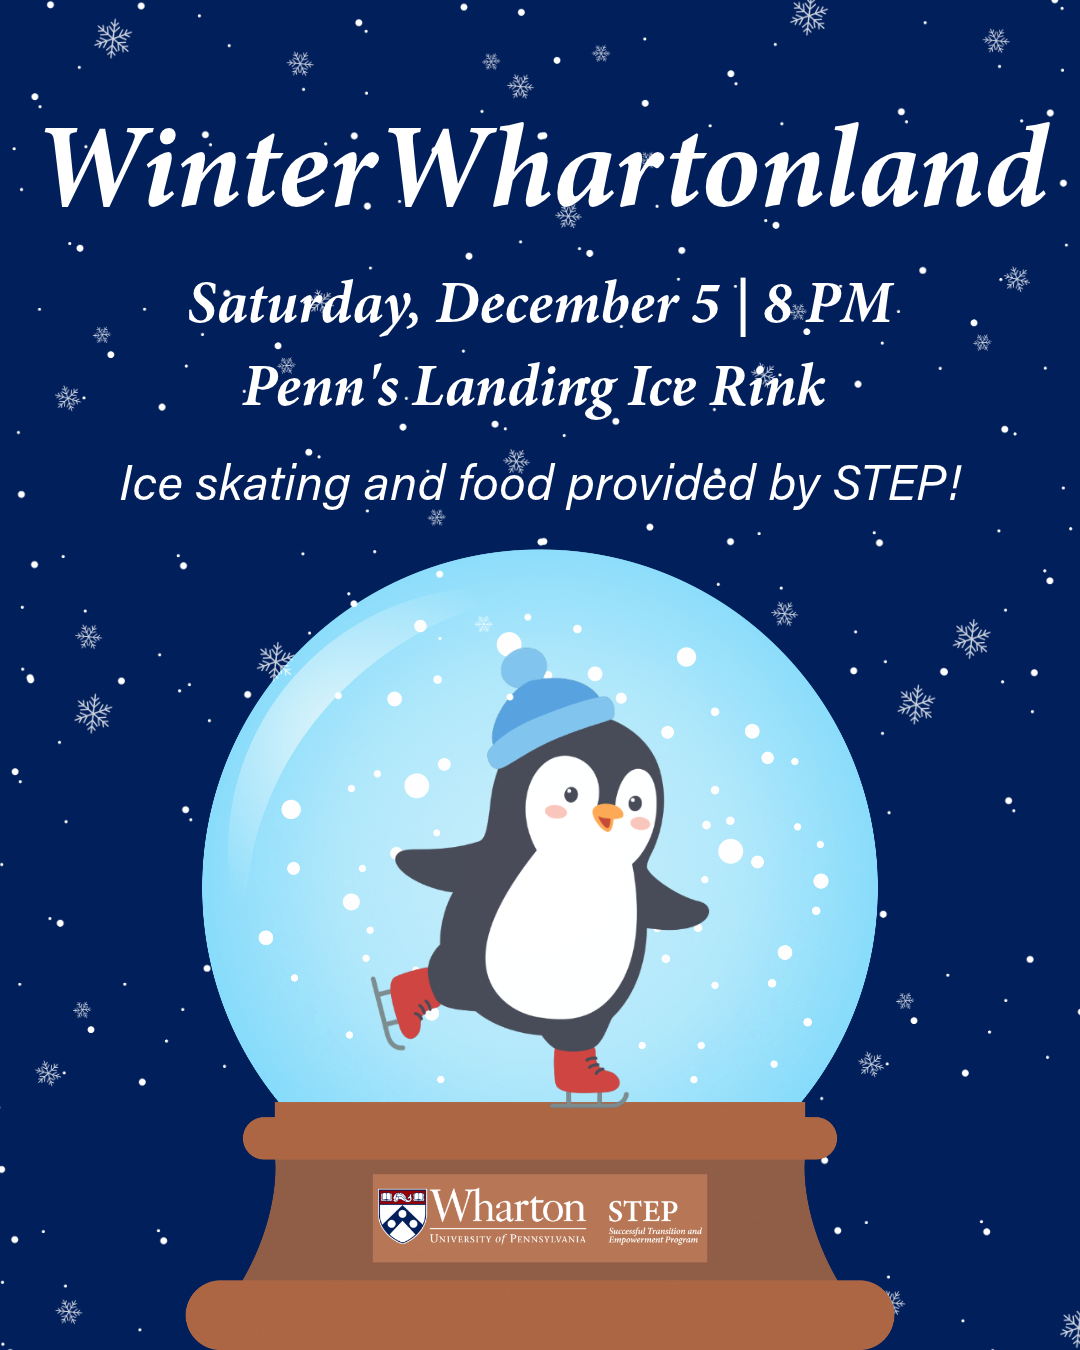 WinterWhartonland
Saturday, December 5 | 8 PM
Penn's Landing Ice Rink
Ice skating and food provided by STEP!
Wharton
UNIVERSITY of PENNSYLVANIA
STEP
Successful Transition and
Empowerment Program